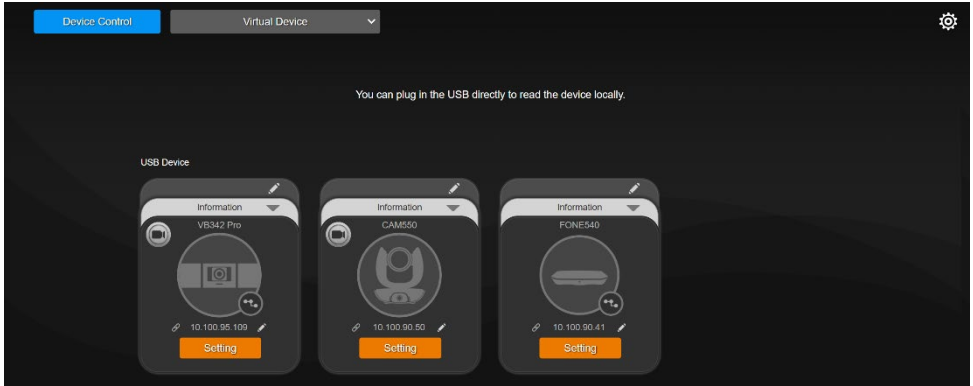 Device Control
Virtual Device
You can plug in the USB directly to read the device locally.
USB Device
Information
VB342 Pro
10.100.95.109
Setting
Information
CAM550
10.100.90.50
Setting
Information
FONE540
10.100.90.41
Setting